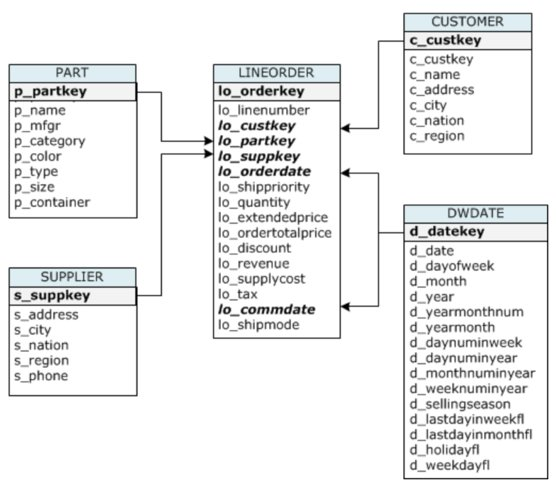 PART
p_partkey
p_name
p_mfgr
p_category
p_color
p_type
p_size
p_container
SUPPLIER
s_suppkey
s_address
s_city
s_nation
s_region
s_phone
LINEORDER
lo_orderkey
lo_linenumber
lo_custkey
lo_partkey
lo_suppkey
lo_orderdate
lo_shippriority
lo_quantity
lo_extendedprice
lo_ordertotalprice
lo_discount
lo_revenue
lo_supplycost
lo_tax
lo_commdate
lo_shipmode
CUSTOMER
c_custkey
c_custkey
c_name
c_address
c_city
c_nation
c_region
DWDATE
d_datekey
d_date
d_dayofweek
d_month
d_year
d_yearmonthnum
d_yearmonth
d_daynuminweek
d_daynuminyear
d_monthnuminyear
d_weeknuminyear
d_sellingseason
d_lastdayinweekfl
d_lastdayinmonthfl
d_holidayfl
d_weekdayfl